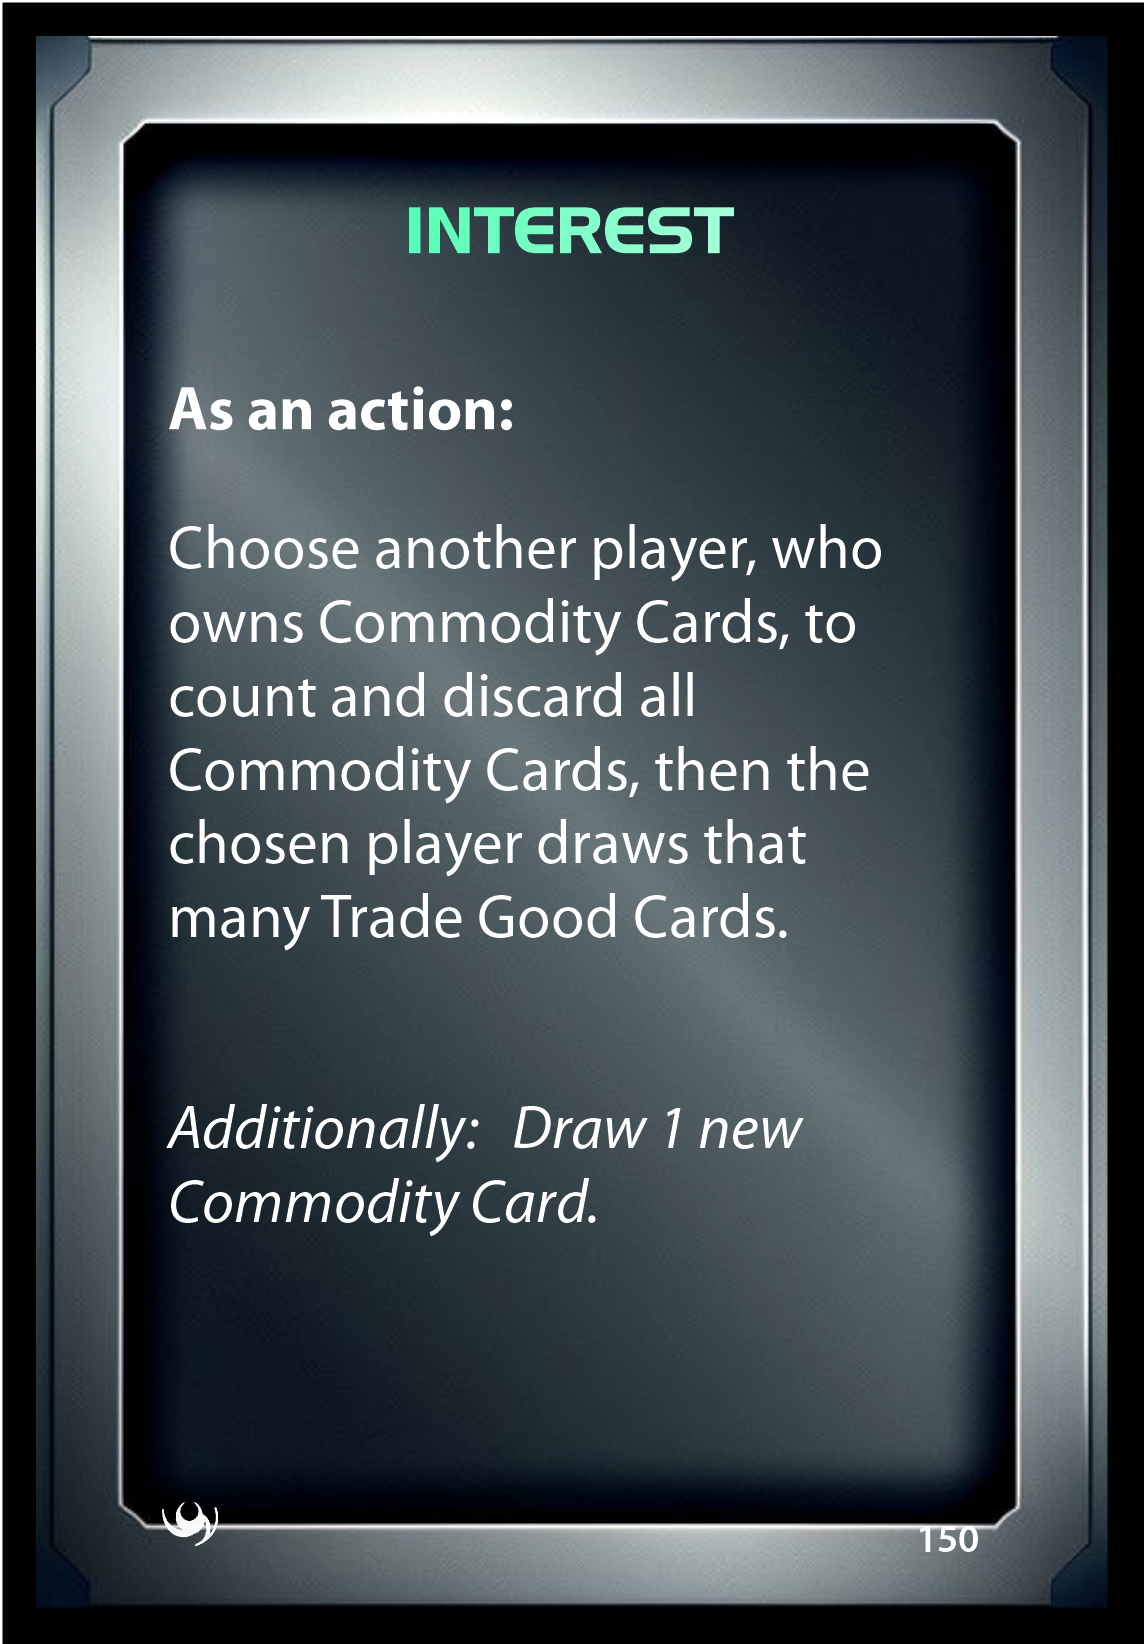 INTEREST
As an action:
Choose another player, who
owns Commodity Cards, to
count and discard all
Commodity Cards, then the
chosen player draws that
many Trade Good Cards.
Additionally:  Draw 1 new
Commodity Card.
150